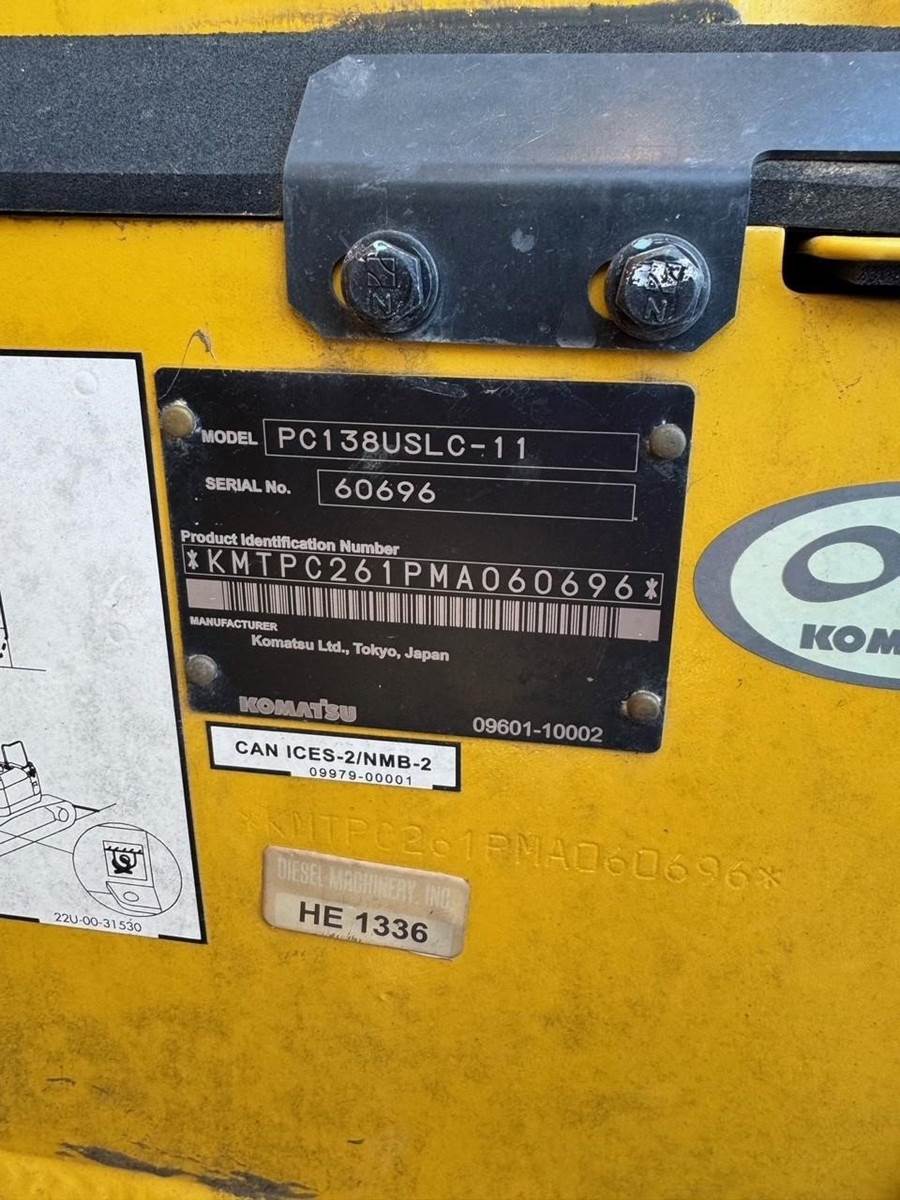 N
N
MODEL PC138USLC-11
SERIAL No. 60696
Product Identification Number
*KMTPC261PMA060696*
MANUFACTURER
Komatsu Ltd., Tokyo, Japan
KOMATSU 09601-10002
KOM
CAN ICES-2/NMB-2
09979-00001
*KMTPC261PMA060696*
DIESEL MACHINERY, INC.
HE 1336
22U-00-31530